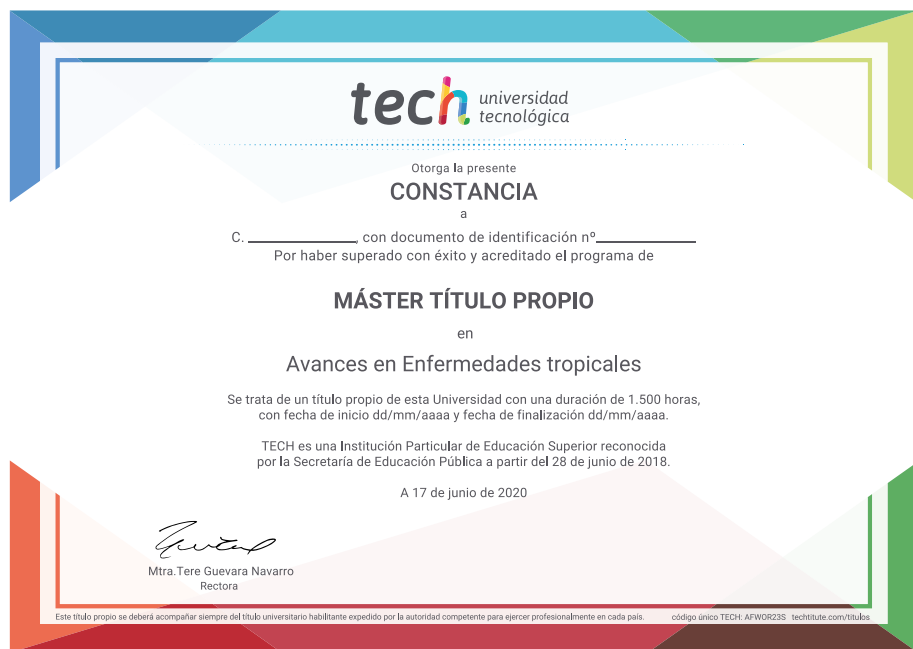 tech universidad
tecnológica
Otorga la presente
CONSTANCIA
a
C. ____________, con documento de identificación nº____________
Por haber superado con éxito y acreditado el programa de
MÁSTER TÍTULO PROPIO
en
Avances en Enfermedades tropicales
Se trata de un título propio de esta Universidad con una duración de 1.500 horas,
con fecha de inicio dd/mm/aaaa y fecha de finalización dd/mm/aaaa.
TECH es una Institución Particular de Educación Superior reconocida
por la Secretaría de Educación Pública a partir del 28 de junio de 2018.
A 17 de junio de 2020
Mtra.Tere Guevara Navarro
Rectora
Este título propio se deberá acompañar siempre del título universitario habilitante expedido por la autoridad competente para ejercer profesionalmente en cada país. código único TECH: AFWOR23S techtitute.com/titulos